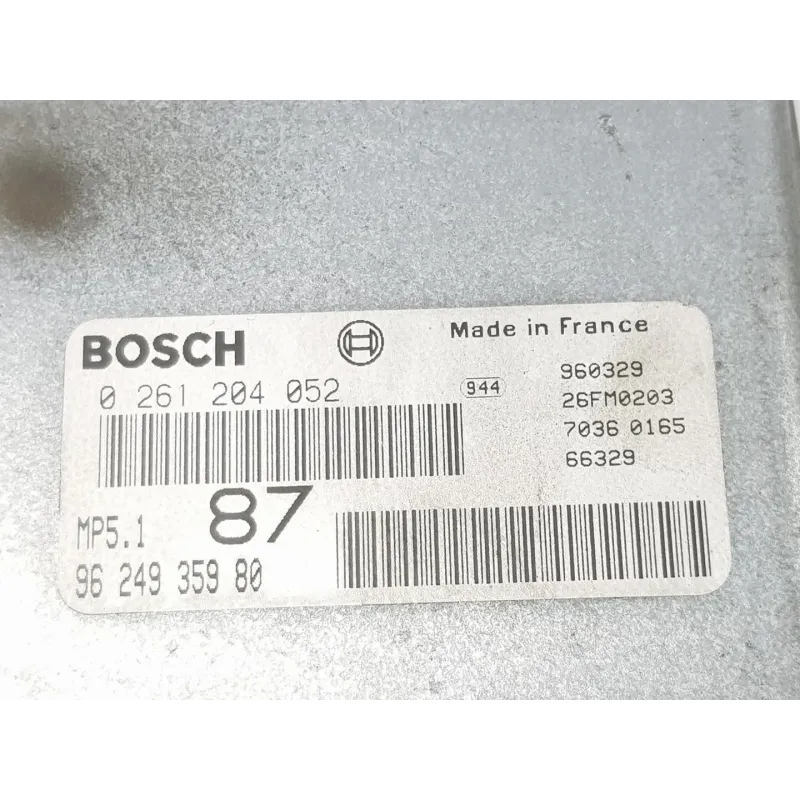 BOSCH
Made in France
0 261 204 052
944
960329
26FM0203
7036 0165
66329
MP5.1
87
96 249 359 80